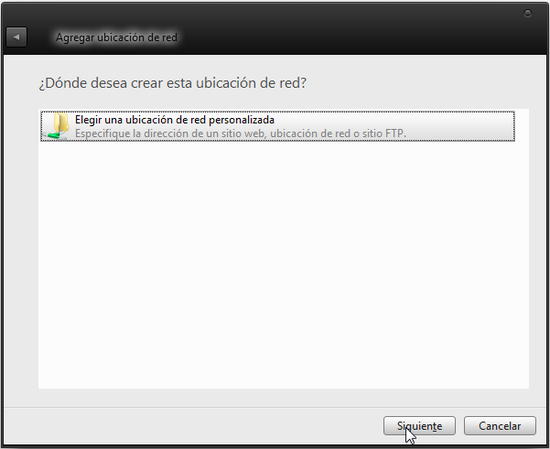 Agregar ubicación de red
¿Dónde desea crear esta ubicación de red?
Elegir una ubicación de red personalizada
Especifique la dirección de un sitio web, ubicación de red o sitio FTP.
Siguiente
Cancelar